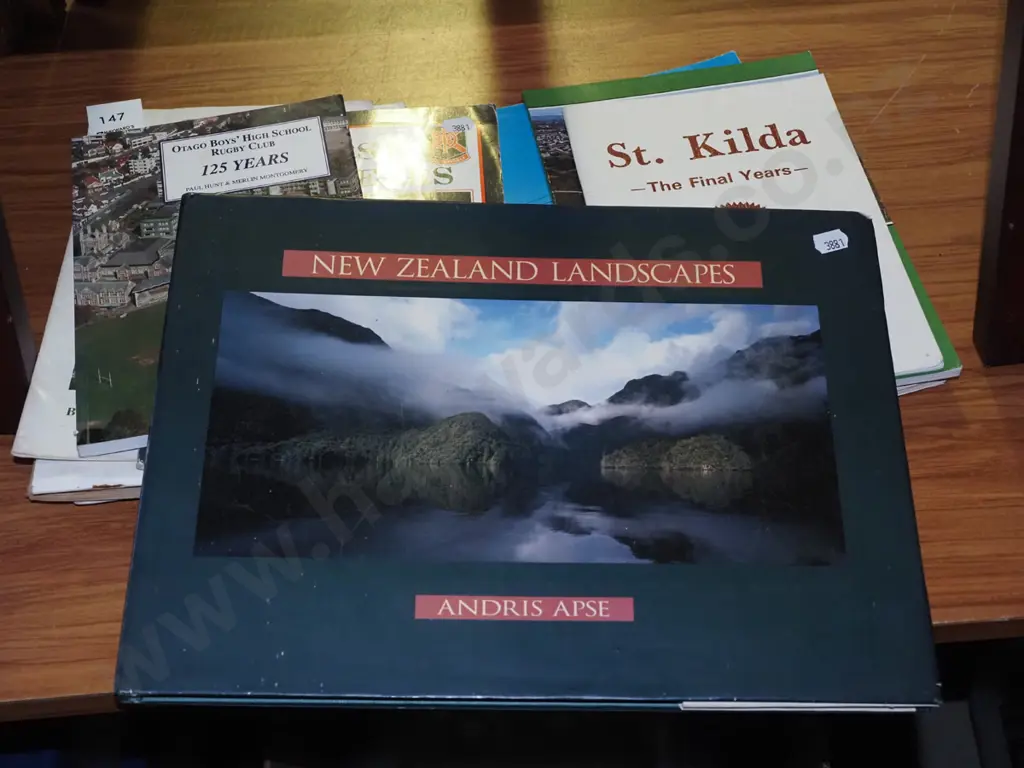 147
OTAGO BOYS' HIGH SCHOOL
RUGBY CLUB
125 YEARS
PAUL HUNT & MERLIN MONTGOMERY
3881
S
St. Kilda
—The Final Years—
3881
NEW ZEALAND LANDSCAPES
ANDRIS APSE
B